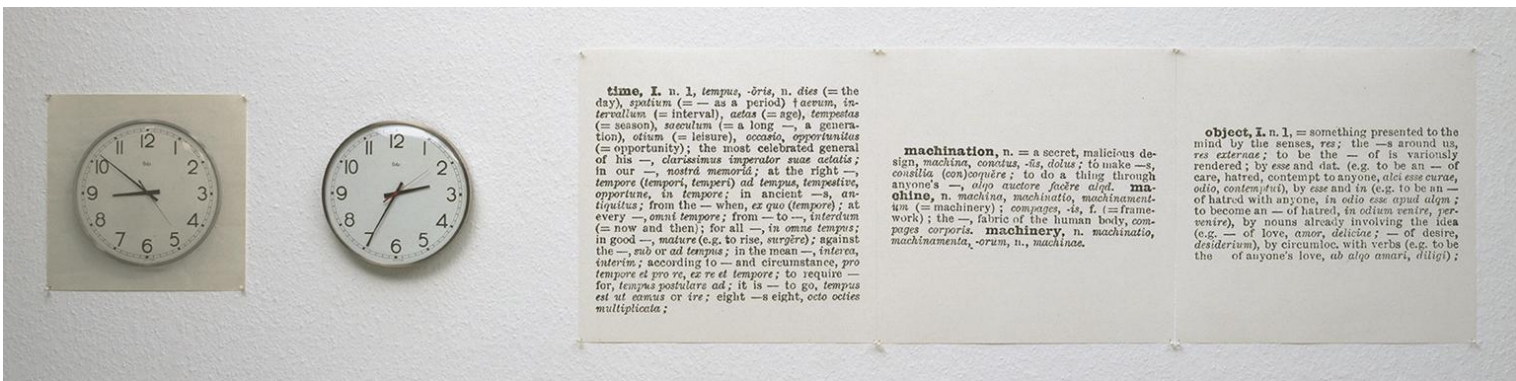 12 1 2 3 4 5 6 7 8 9 10 11
12 1 2 3 4 5 6 7 8 9 10 11
time, I. n. 1, tempus, -ŏris, n. dies (= the
day), spatium (= — as a period) † aevum, in-
tervallum (= interval), aetas (= age), tempestas
(= season), saeculum (= a long —, a genera-
tion), otium (= leisure), occasio, opportunitas
(= opportunity); the most celebrated general
of his —, clarissimus imperator suae aetatis;
in our —, nostrā memoriā; at the right —,
tempore (tempori, temperi) ad tempus, tempestive,
opportune, in tempore; in ancient —s, an-
tiquitus; from the — when, ex quo (tempore); at
every —, omni tempore; from — to —, interdum
(= now and then); for all —, in omne tempus;
in good —, mature (e.g. to rise, surgĕre); against
the —, sub or ad tempus; in the mean —, interea,
interim; according to — and circumstance, pro
tempore et pro re, ex re et tempore; to require —
for, tempus postulare ad; it is — to go, tempus
est ut eamus or ire; eight —s eight, octo octies
multiplicata;
machination, n. = a secret, malicious de-
sign, machina, conatus, -ūs, dolus; to make —s,
consilia (con)coquĕre; to do a thing through
anyone's —, alqo auctore facĕre alqd. ma-
chine, n. machina, machinatio, machinament-
um (= machinery); compages, -is, f. (= frame-
work); the —, fabric of the human body, com-
pages corporis. machinery, n. machinatio,
machinamenta, -orum, n., machinae.
object, I. n. 1, = something presented to the
mind by the senses, res; the —s around us,
res externae; to be the — of is variously
rendered; by esse and dat. (e.g. to be an — of
care, hatred, contempt to anyone, alci esse curae,
odio, contemptui), by esse and in (e.g. to be an —
of hatred with anyone, in odio esse apud alqm;
to become an — of hatred, in odium venire, per-
venire), by nouns already involving the idea
(e.g. — of love, amor, deliciae; — of desire,
desiderium), by circumloc. with verbs (e.g. to be
the of anyone's love, ab alqo amari, diligi);